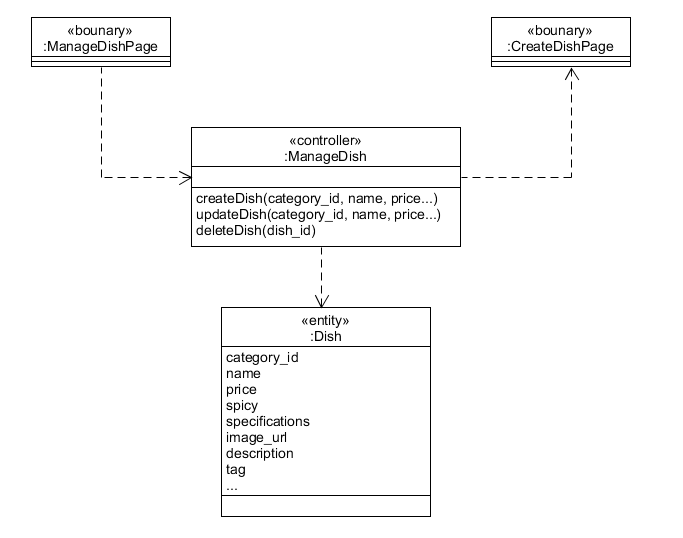 «bounary»
:ManageDishPage
«bounary»
:CreateDishPage
«controller»
:ManageDish
createDish(category_id, name, price...)
updateDish(category_id, name, price...)
deleteDish(dish_id)
«entity»
:Dish
category_id
name
price
spicy
specifications
image_url
description
tag
...